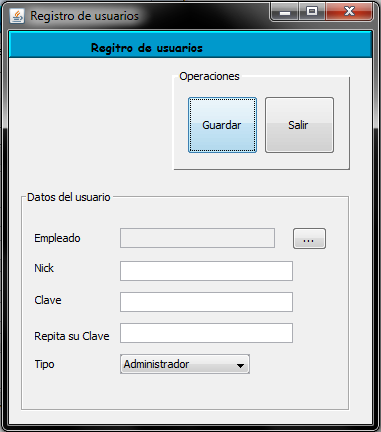 Registro de usuarios
Regitro de usuarios
Operaciones
Guardar
Salir
Datos del usuario
Empleado
...
Nick
Clave
Repita su Clave
Tipo
Administrador